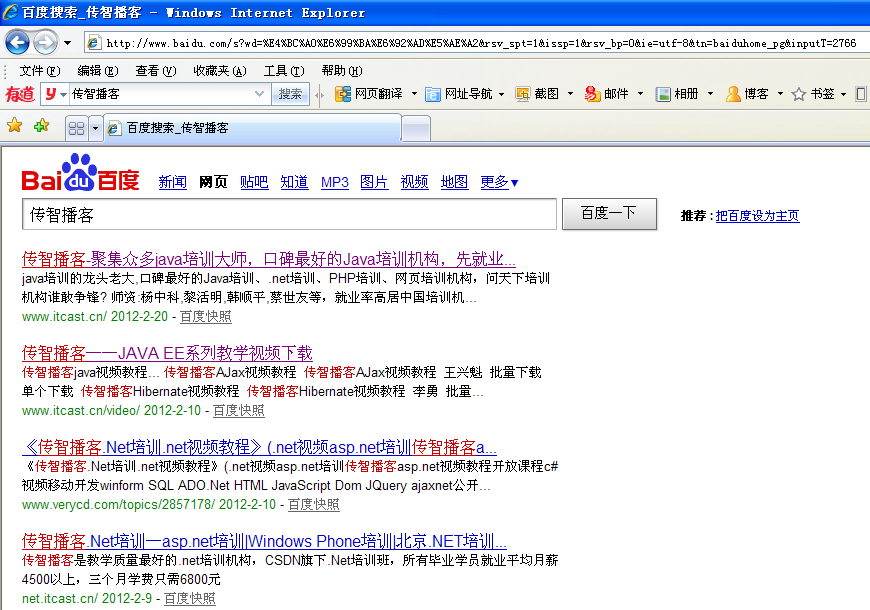 百度搜索_传智播客 - Windows Internet Explorer
http://www.baidu.com/s?wd=%E4%BC%A0%E6%99%BA%E6%92%AD%E5%AE%A2&rsv_spt=1&issp=1&rsv_bp=0&ie=utf-8&tn=baiduhome_pg&inputT=2766
文件(F) 编辑(E) 查看(V) 收藏夹(A) 工具(T) 帮助(H)
有道 y 传智播客 搜索 网页翻译 网址导航 截图 邮件 相册 博客 书签
百度搜索_传智播客
Bai du 百度 新闻 网页 贴吧 知道 MP3 图片 视频 地图 更多▼
传智播客 百度一下 推荐 : 把百度设为主页
传智播客-聚集众多java培训大师，口碑最好的Java培训机构，先就业...
java培训的龙头老大,口碑最好的Java培训、.net培训、PHP培训、网页培训机构，问天下培训
机构谁敢争锋? 师资:杨中科,黎活明,韩顺平,蔡世友等，就业率高居中国培训机...
www.itcast.cn/ 2012-2-20 - 百度快照
传智播客——JAVA EE系列教学视频下载
传智播客java视频教程... 传智播客AJax视频教程 传智播客AJax视频教程 王兴魁 批量下载
单个下载 传智播客Hibernate视频教程 传智播客Hibernate视频教程 李勇 批量...
www.itcast.cn/video/ 2012-2-10 - 百度快照
《传智播客.Net培训.net视频教程》(.net视频asp.net培训传智播客a...
《传智播客.Net培训.net视频教程》(.net视频asp.net培训传智播客asp.net视频教程开放课程c#
视频移动开发winform SQL ADO.Net HTML JavaScript Dom JQuery ajaxnet公开...
www.verycd.com/topics/2857178/ 2012-2-10 - 百度快照
传智播客.Net培训—asp.net培训|Windows Phone培训|北京.NET培训...
传智播客是教学质量最好的.net培训机构，CSDN旗下.Net培训班，所有毕业学员就业平均月薪
4500以上，三个月学费只需6800元
net.itcast.cn/ 2012-2-9 - 百度快照